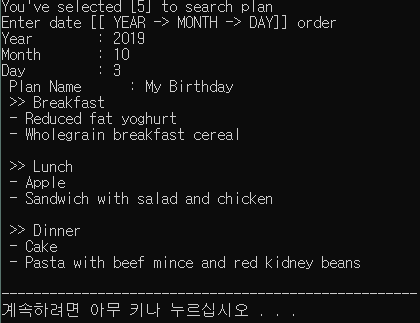 You've selected [5] to search plan
Enter date [[ YEAR -> MONTH -> DAY]] order
Year : 2019
Month : 10
Day : 3
Plan Name : My Birthday
>> Breakfast
- Reduced fat yoghurt
- Wholegrain breakfast cereal
>> Lunch
- Apple
- Sandwich with salad and chicken
>> Dinner
- Cake
- Pasta with beef mince and red kidney beans
계속하려면 아무 키나 누르십시오 . . .